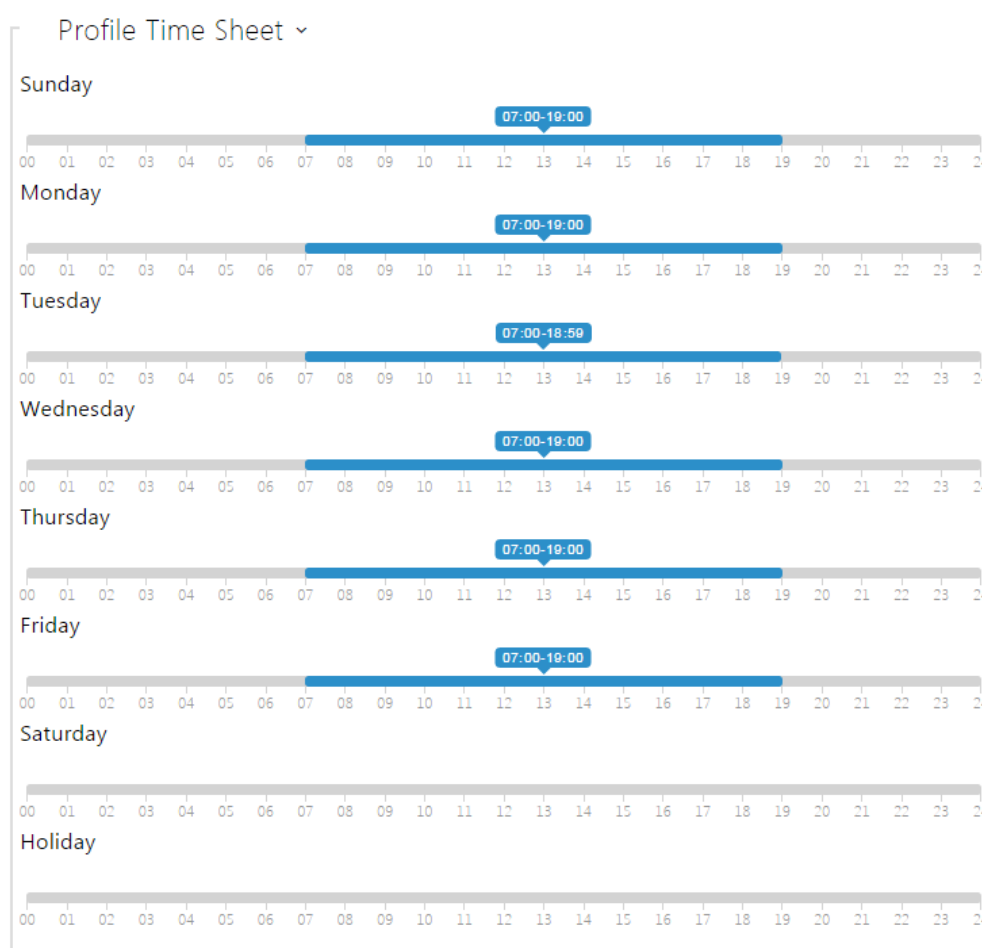 Profile Time Sheet
Sunday
07:00-19:00
00 01 02 03 04 05 06 07 08 09 10 11 12 13 14 15 16 17 18 19 20 21 22 23 2
Monday
07:00-19:00
00 01 02 03 04 05 06 07 08 09 10 11 12 13 14 15 16 17 18 19 20 21 22 23 2
Tuesday
07:00-18:59
00 01 02 03 04 05 06 07 08 09 10 11 12 13 14 15 16 17 18 19 20 21 22 23 2
Wednesday
07:00-19:00
00 01 02 03 04 05 06 07 08 09 10 11 12 13 14 15 16 17 18 19 20 21 22 23 2
Thursday
07:00-19:00
00 01 02 03 04 05 06 07 08 09 10 11 12 13 14 15 16 17 18 19 20 21 22 23 2
Friday
07:00-19:00
00 01 02 03 04 05 06 07 08 09 10 11 12 13 14 15 16 17 18 19 20 21 22 23 2
Saturday
00 01 02 03 04 05 06 07 08 09 10 11 12 13 14 15 16 17 18 19 20 21 22 23 2
Holiday
00 01 02 03 04 05 06 07 08 09 10 11 12 13 14 15 16 17 18 19 20 21 22 23 2